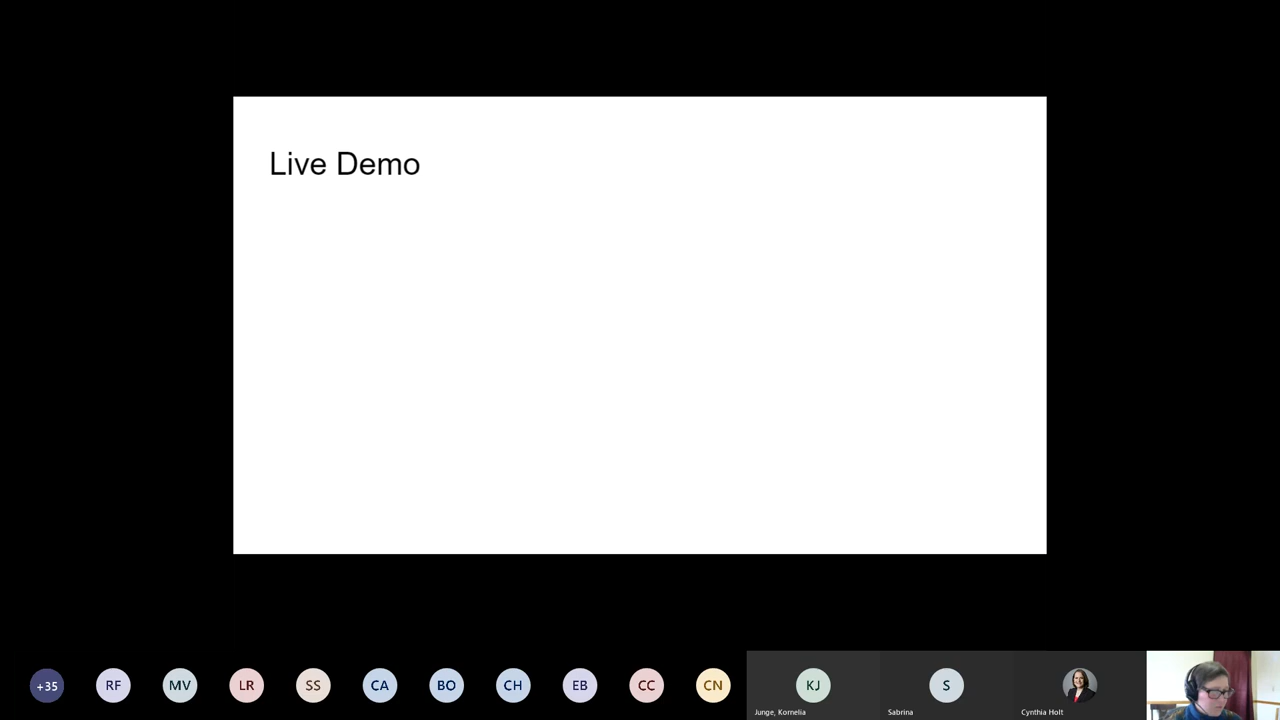 Live Demo
+35
RF
MV
LR
SS
CA
BO
CH
EB
CC
CN
KJ
S
Junge, Kornelia
Sabrina
Cynthia Holt